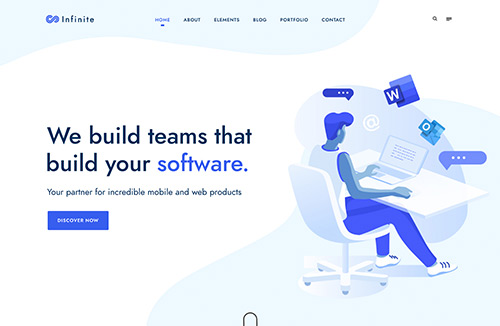 Infinite
HOME ABOUT ELEMENTS BLOG PORTFOLIO CONTACT
We build teams that
build your software.
Your partner for incredible mobile and web products
DISCOVER NOW
W
@